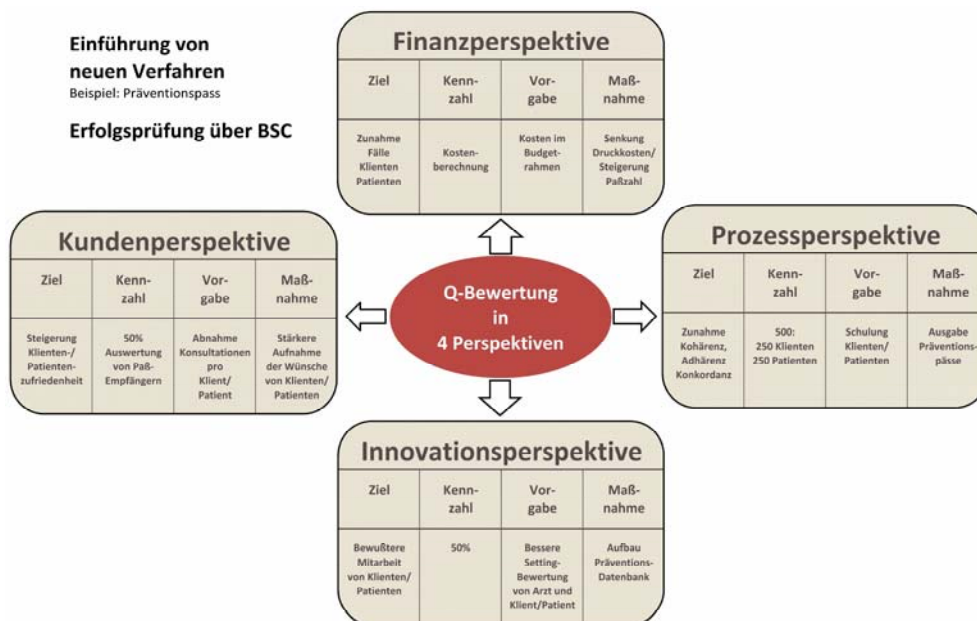 Einführung von
neuen Verfahren
Beispiel: Präventionspass
Erfolgsprüfung über BSC
Finanzperspektive
Ziel
Kenn-
zahl
Vor-
gabe
Maß-
nahme
Zunahme
Fälle
Klienten
Patienten
Kosten-
berechnung
Kosten im
Budget-
rahmen
Senkung
Druckkosten/
Steigerung
Paßzahl
Kundenperspektive
Ziel
Kenn-
zahl
Vor-
gabe
Maß-
nahme
Steigerung
Klienten-/
Patienten-
zufriedenheit
50%
Auswertung
von Paß-
Empfängern
Abnahme
Konsultationen
pro
Klient/
Patient
Stärkere
Aufnahme
der Wünsche
von Klienten/
Patienten
Q-Bewertung
in
4 Perspektiven
Prozessperspektive
Ziel
Kenn-
zahl
Vor-
gabe
Maß-
nahme
Zunahme
Kohärenz,
Adhärenz
Konkordanz
500:
250 Klienten
250 Patienten
Schulung
Klienten/
Patienten
Ausgabe
Präventions-
pässe
Innovationsperspektive
Ziel
Kenn-
zahl
Vor-
gabe
Maß-
nahme
Bewußtere
Mitarbeit
von Klienten/
Patienten
50%
Bessere
Setting-
Bewertung
von Arzt und
Klient/Patient
Aufbau
Präventions-
Datenbank